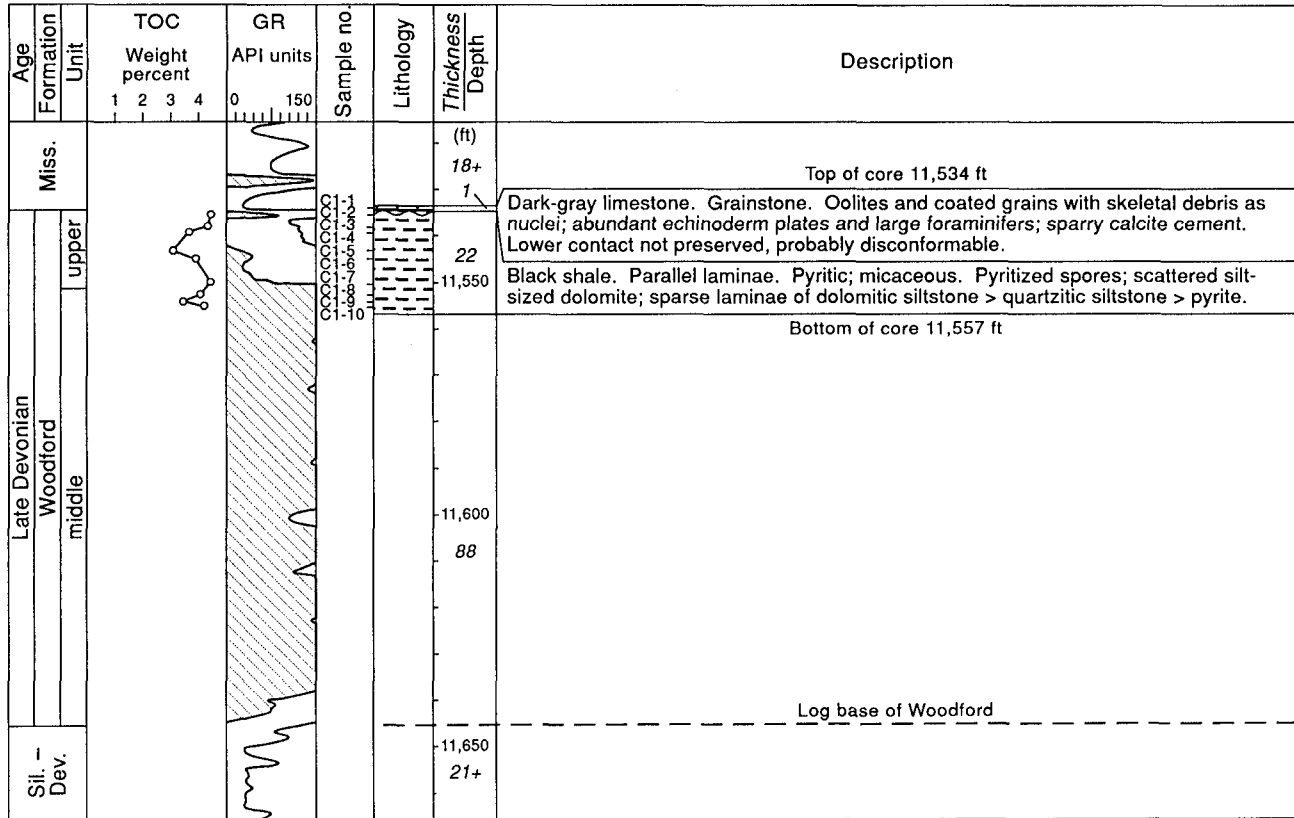 Age
Formation
Unit
TOC
Weight
percent
1 2 3 4
GR
API units
0 150
Sample no.
Lithology
Thickness
Depth
Description
(ft)
Miss.
18+
1
Top of core 11,534 ft
C1-1
C1-2
C1-3
C1-4
C1-5
C1-6
C1-7
C1-8
C1-9
C1-10
Dark-gray limestone. Grainstone. Oolites and coated grains with skeletal debris as
nuclei; abundant echinoderm plates and large foraminifers; sparry calcite cement.
Lower contact not preserved, probably disconformable.
22
11,550
Black shale. Parallel laminae. Pyritic; micaceous. Pyritized spores; scattered silt-
sized dolomite; sparse laminae of dolomitic siltstone > quartzitic siltstone > pyrite.
Bottom of core 11,557 ft
Late Devonian
Woodford
upper
middle
11,600
88
Log base of Woodford
Sil. –
Dev.
11,650
21+